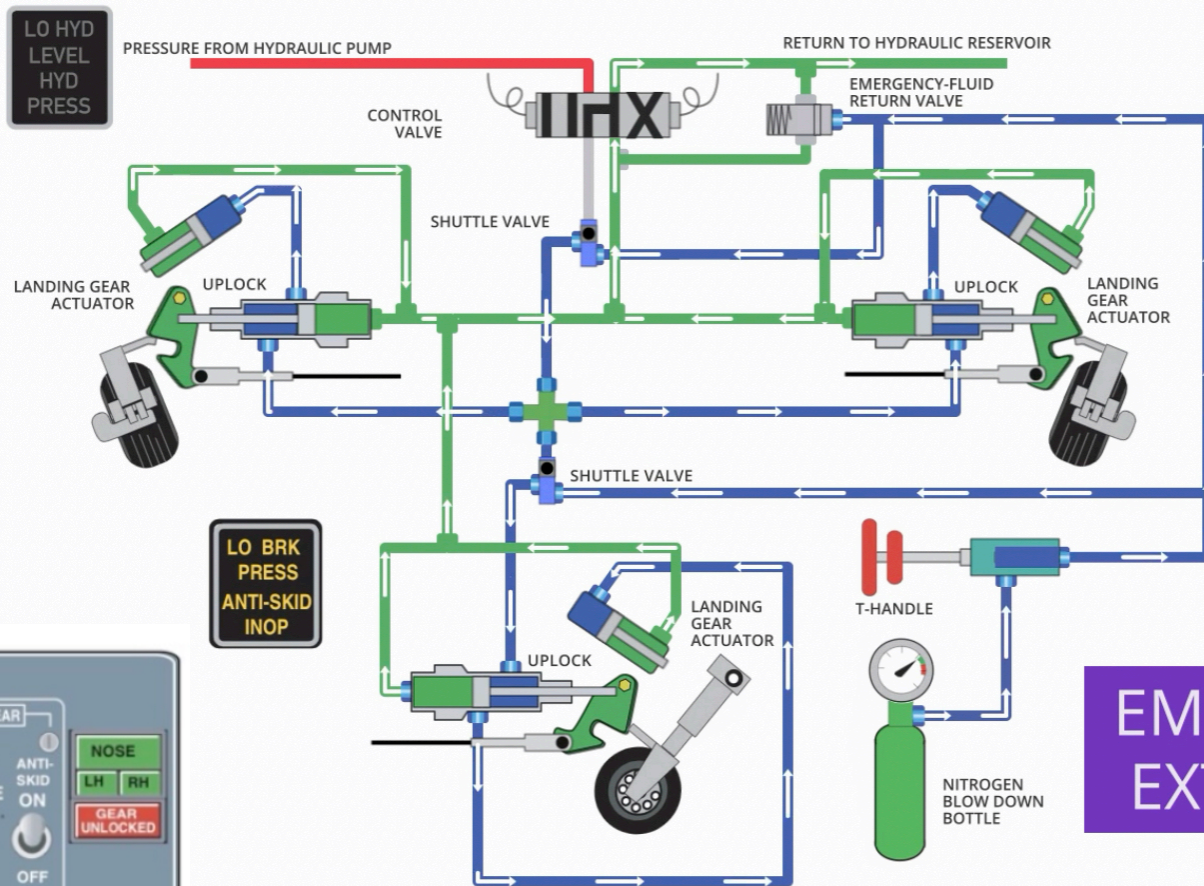 LO HYD
LEVEL
HYD
PRESS
PRESSURE FROM HYDRAULIC PUMP
CONTROL
VALVE
RETURN TO HYDRAULIC RESERVOIR
EMERGENCY-FLUID
RETURN VALVE
SHUTTLE VALVE
LANDING GEAR
ACTUATOR
UPLOCK
UPLOCK
LANDING
GEAR
ACTUATOR
SHUTTLE VALVE
LO BRK
PRESS
ANTI-SKID
INOP
T-HANDLE
LANDING
GEAR
ACTUATOR
UPLOCK
NITROGEN
BLOW DOWN
BOTTLE
ANTI-
SKID
ON
OFF
NOSE
LH RH
GEAR
UNLOCKED